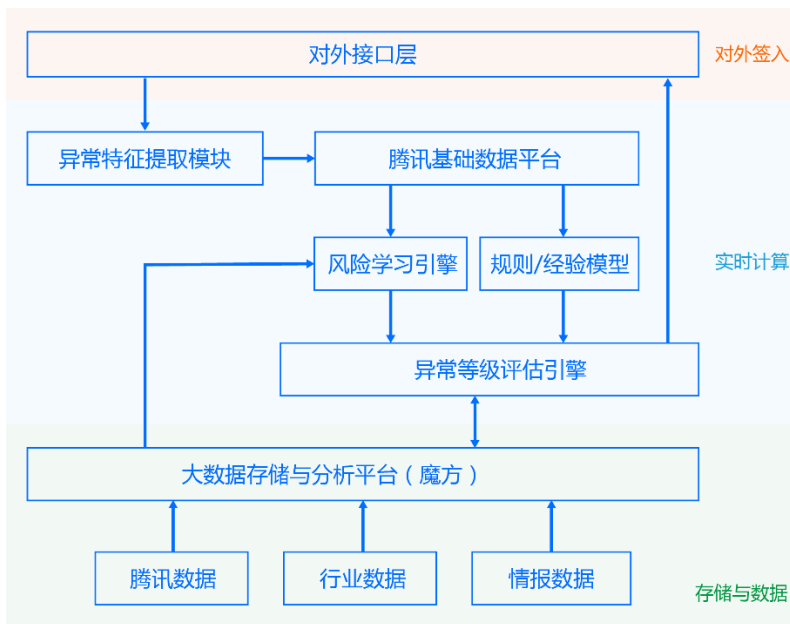 对外接口层
对外签入
异常特征提取模块
腾讯基础数据平台
风险学习引擎
规则/经验模型
实时计算
异常等级评估引擎
大数据存储与分析平台（魔方）
腾讯数据
行业数据
情报数据
存储与数据